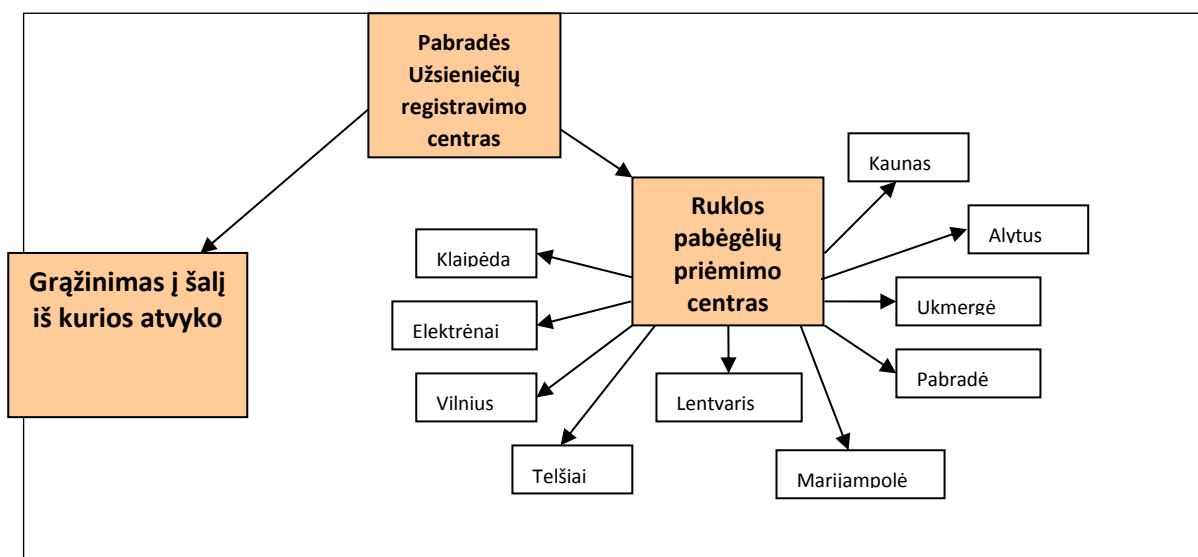 Pabradės
Užsieniečių
registravimo
centras
Grąžinimas į šalį
iš kurios atvyko
Ruklos
pabėgėlių
priėmimo
centras
Kaunas
Alytus
Ukmergė
Pabradė
Marijampolė
Lentvaris
Telšiai
Vilnius
Elektrėnai
Klaipėda